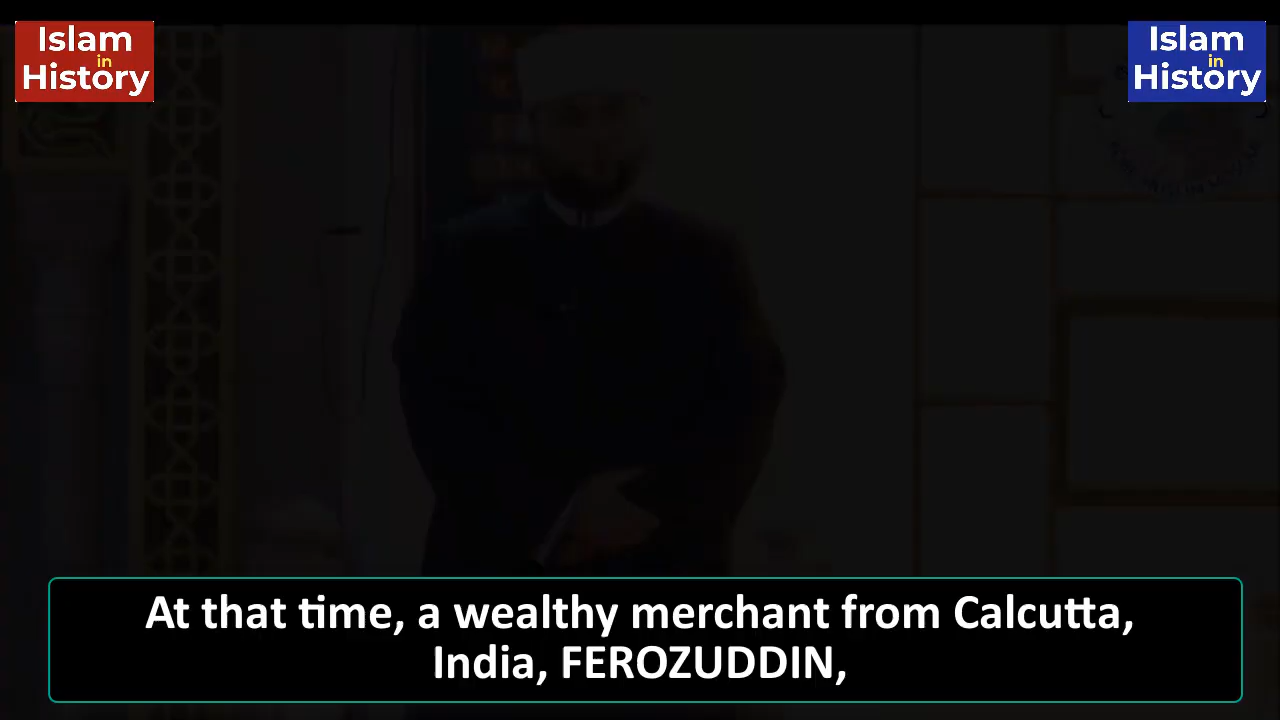 Islam
in
History
Islam
in
History
At that time, a wealthy merchant from Calcutta,
India, FEROZUDDIN,